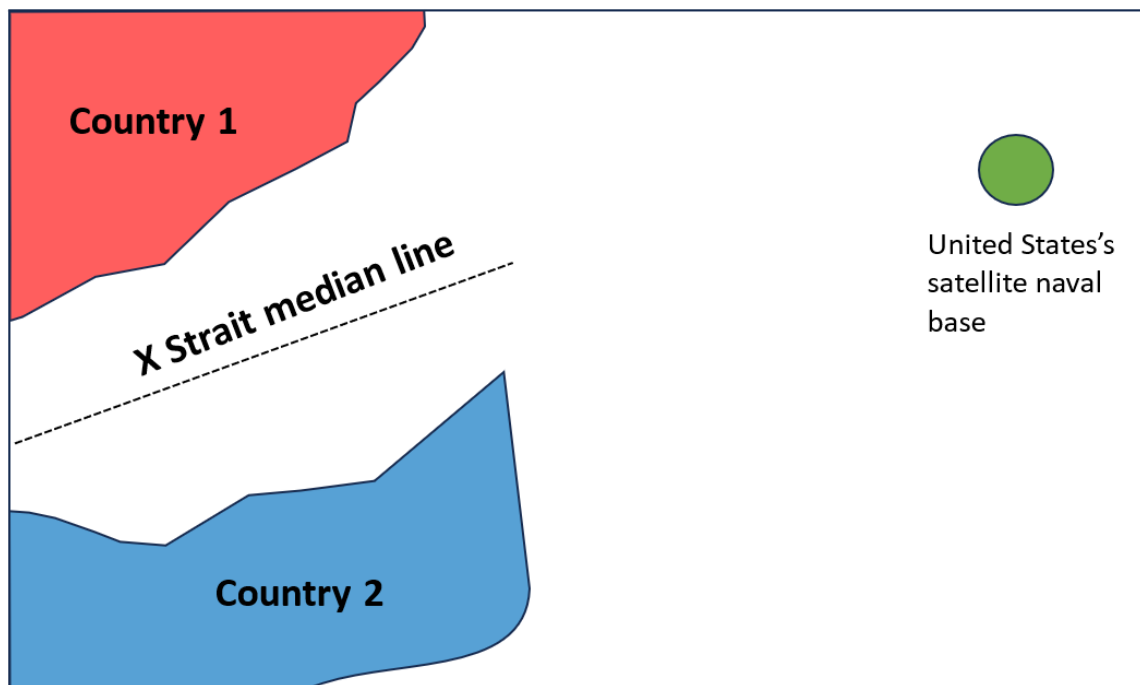 Country 1
X Strait median line
United States's
satellite naval
base
Country 2